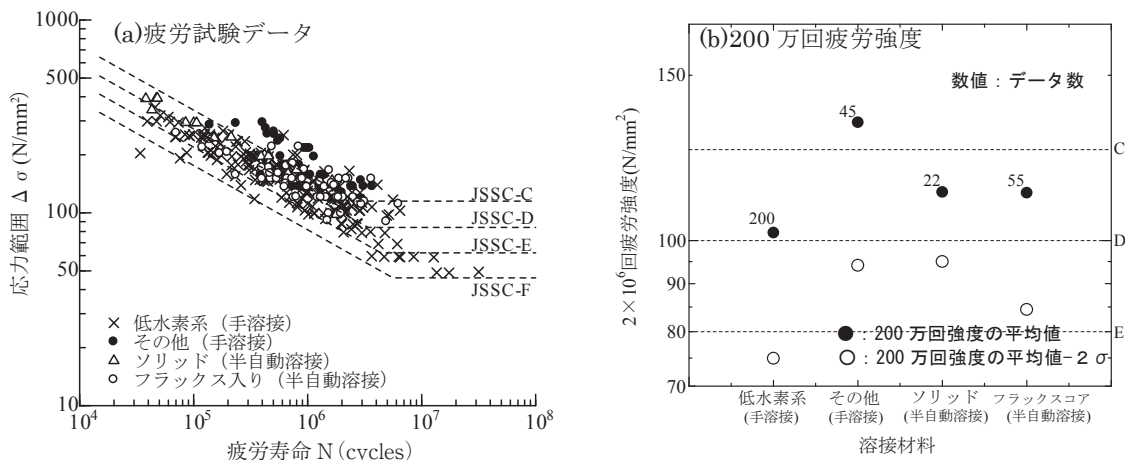 (a)疲労試験データ
1000
500
100
50
10
応力範囲 Δσ (N/mm²)
JSSC-C
JSSC-D
JSSC-E
JSSC-F
× 低水素系（手溶接）
● その他（手溶接）
△ ソリッド（半自動溶接）
○ フラックス入り（半自動溶接）
10⁴ 10⁵ 10⁶ 10⁷ 10⁸
疲労寿命 N (cycles)
(b)200 万回疲労強度
数値：データ数
150
100
90
80
70
2×10⁶回疲労強度(N/mm²)
45
200
22
55
C
D
E
●：200 万回強度の平均値
○：200 万回強度の平均値−2 σ
低水素系 その他 ソリッド フラックスコア
(手溶接) (手溶接) (半自動溶接) (半自動溶接)
溶接材料